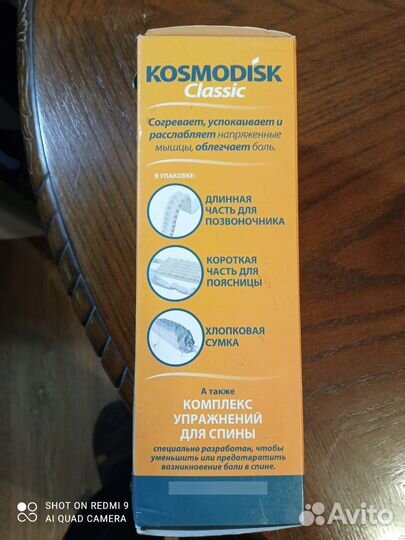 KOSMODISK
Classic
Согревает, успокаивает и
расслабляет напряженные
мышцы, облегчает боль.
В УПАКОВКЕ:
ДЛИННАЯ
ЧАСТЬ ДЛЯ
ПОЗВОНОЧНИКА
КОРОТКАЯ
ЧАСТЬ ДЛЯ
ПОЯСНИЦЫ
ХЛОПКОВАЯ
СУМКА
А также
КОМПЛЕКС
УПРАЖНЕНИЙ
ДЛЯ СПИНЫ
специально разработан, чтобы
уменьшить или предотвратить
возникновение боли в спине.
SHOT ON REDMI 9
AI QUAD CAMERA
Avito